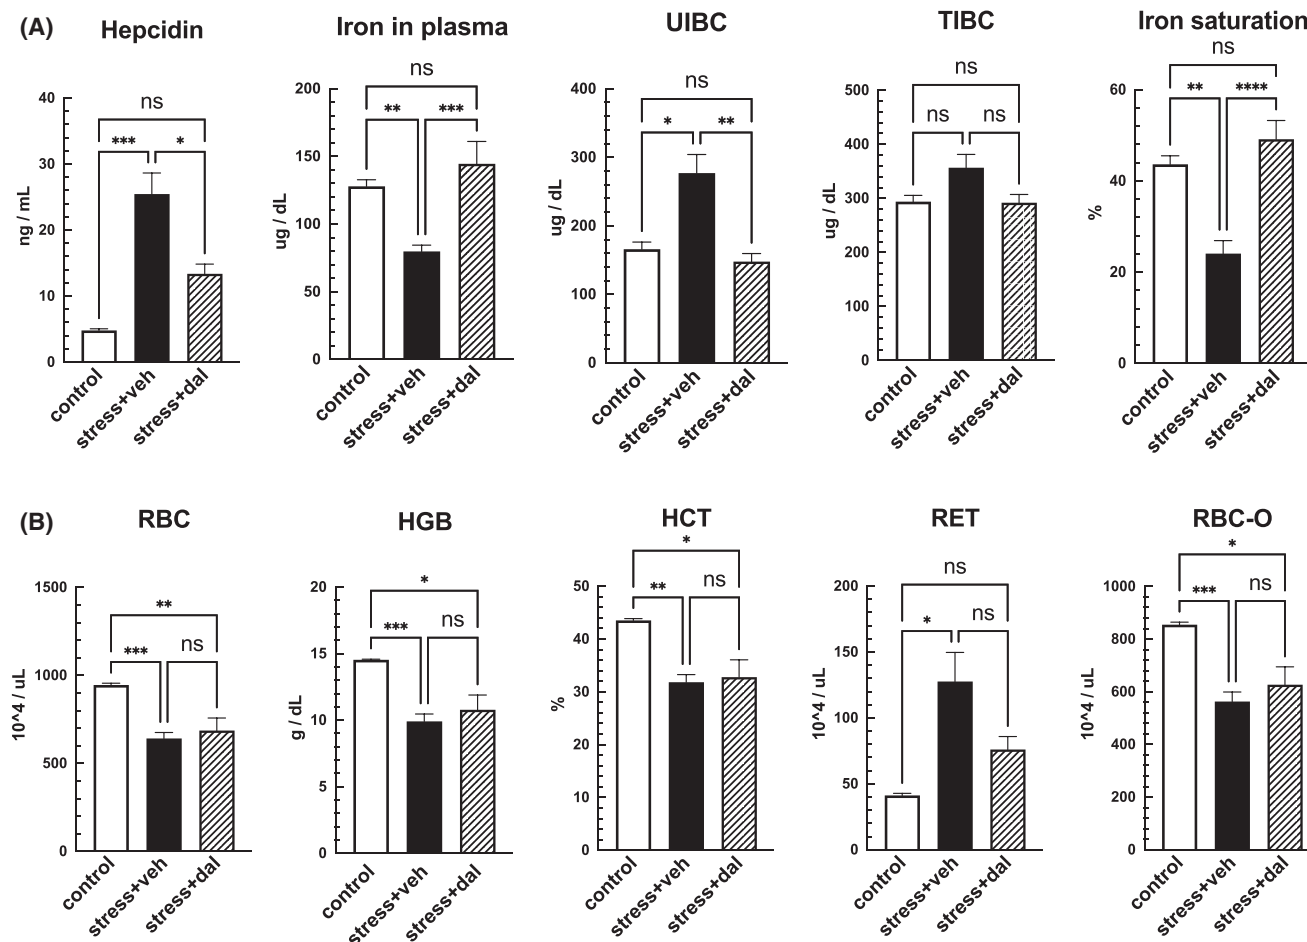 (A)
Hepcidin
ns
***
*
40
30
20
10
0
ng / mL
control
stress+veh
stress+dal
Iron in plasma
ns
**
***
200
150
100
50
0
ug / dL
control
stress+veh
stress+dal
UIBC
ns
*
**
400
300
200
100
0
ug / dL
control
stress+veh
stress+dal
TIBC
ns
ns
ns
500
400
300
200
300
0
ug / dL
control
stress+veh
stress+dal
Iron saturation
ns
**
****
60
40
20
0
%
control
stress+veh
stress+dal
(B)
RBC
**
***
ns
1500
1000
500
0
10^4 / uL
control
stress+veh
stress+dal
HGB
*
***
ns
20
15
10
5
0
g / dL
control
stress+veh
stress+dal
HCT
*
**
ns
50
40
30
20
10
0
%
control
stress+veh
stress+dal
RET
ns
*
ns
200
150
100
50
0
10^4 / uL
control
stress+veh
stress+dal
RBC-O
*
***
ns
1000
800
600
400
200
0
10^4 / uL
control
stress+veh
stress+dal